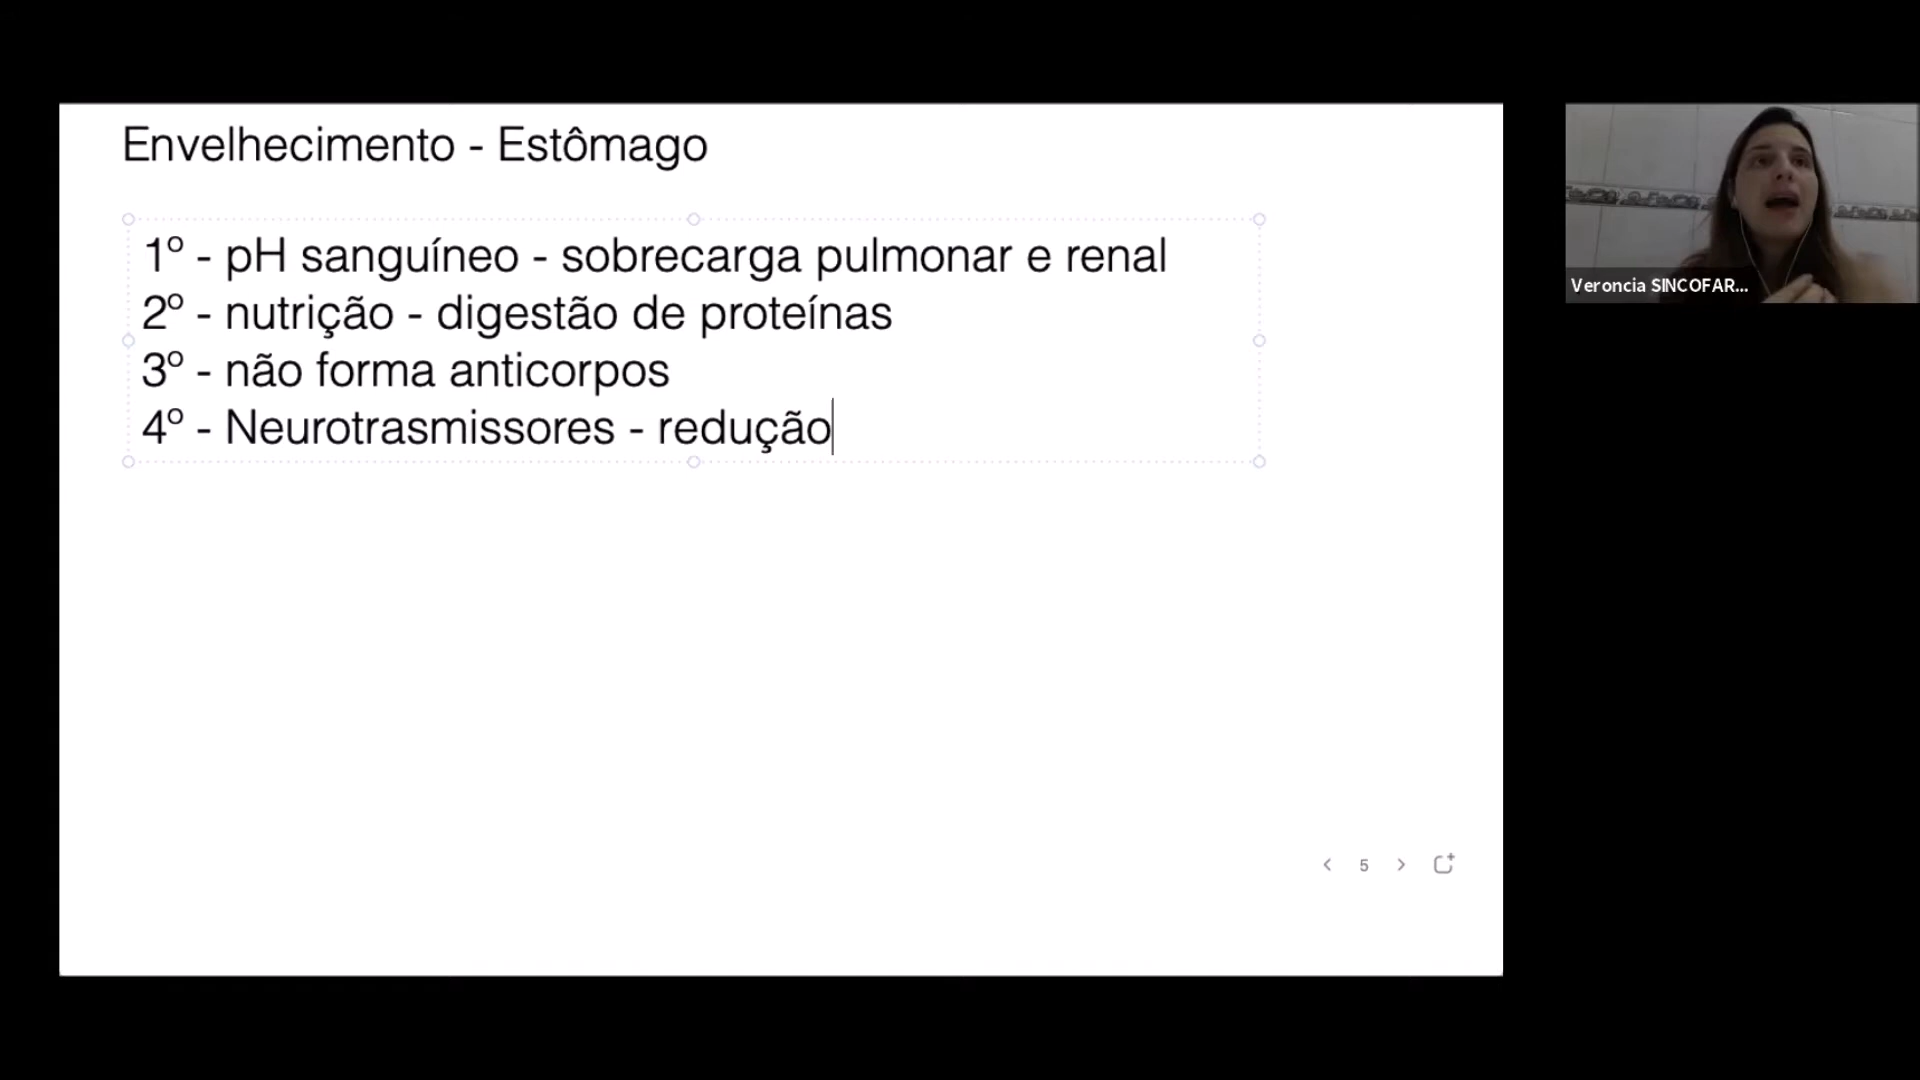 Envelhecimento - Estômago
1º - pH sanguíneo - sobrecarga pulmonar e renal
2º - nutrição - digestão de proteínas
3º - não forma anticorpos
4º - Neurotrasmissores - redução
Veroncia SINCOFAR...
5